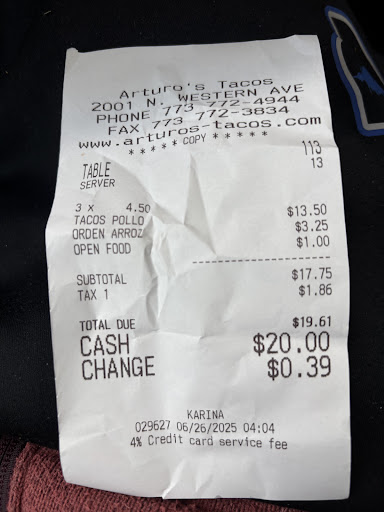 Arturo's Tacos
2001 N. WESTERN AVE
PHONE 773 772-4944
FAX 773 772-3834
www.arturos-tacos.com
* * * * * COPY * * * * *
TABLE 113
SERVER 13
3 x 4.50
TACOS POLLO $13.50
ORDEN ARROZ $3.25
OPEN FOOD $1.00
SUBTOTAL $17.75
TAX 1 $1.86
TOTAL DUE $19.61
CASH $20.00
CHANGE $0.39
KARINA
029627 06/26/2025 04:04
4% Credit card service fee